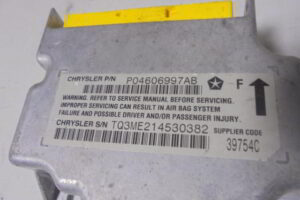 CHRYSLER P/N P04606997AB
F
WARNING: REFER TO SERVICE MANUAL BEFORE SERVICING.
IMPROPER SERVICING CAN RESULT IN AIR BAG SYSTEM
FAILURE AND POSSIBLE DRIVER AND/OR PASSENGER INJURY.
CHRYSLER S/N TQ3ME214530382 SUPPLIER CODE
39754C